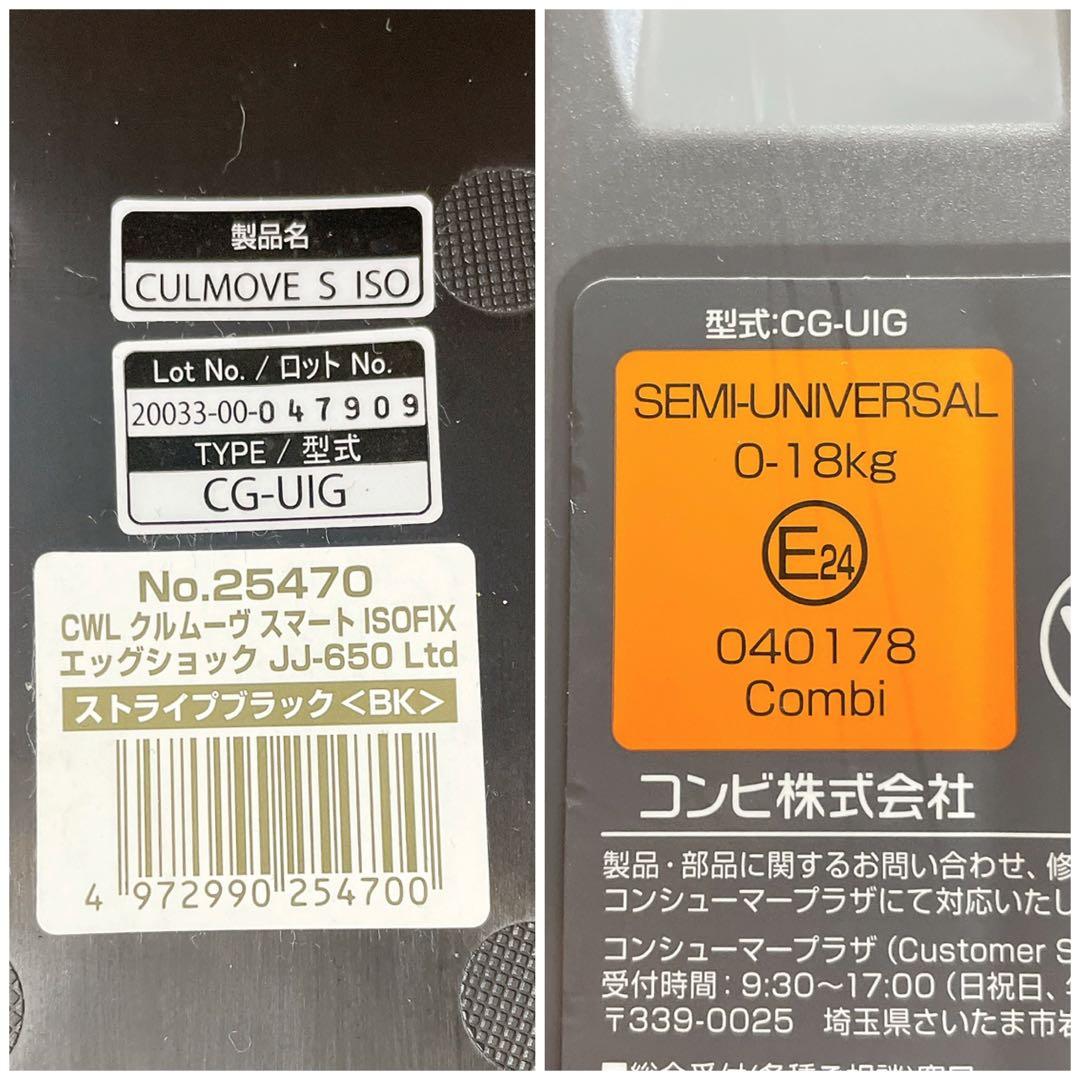 製品名
CULMOVE S ISO
Lot No. / ロット No.
20033-00-047909
TYPE / 型式
CG-UIG
No.25470
CWL クルムーヴ スマート ISOFIX
エッグショック JJ-650 Ltd
ストライプブラック<BK>
4 972990 254700
型式:CG-UIG
SEMI-UNIVERSAL
0-18kg
E24
040178
Combi
コンビ株式会社
製品・部品に関するお問い合わせ、修
コンシューマープラザにて対応いたし
コンシューマープラザ (Customer S
受付時間:9:30〜17:00 (日祝日、
〒339-0025 埼玉県さいたま市岩